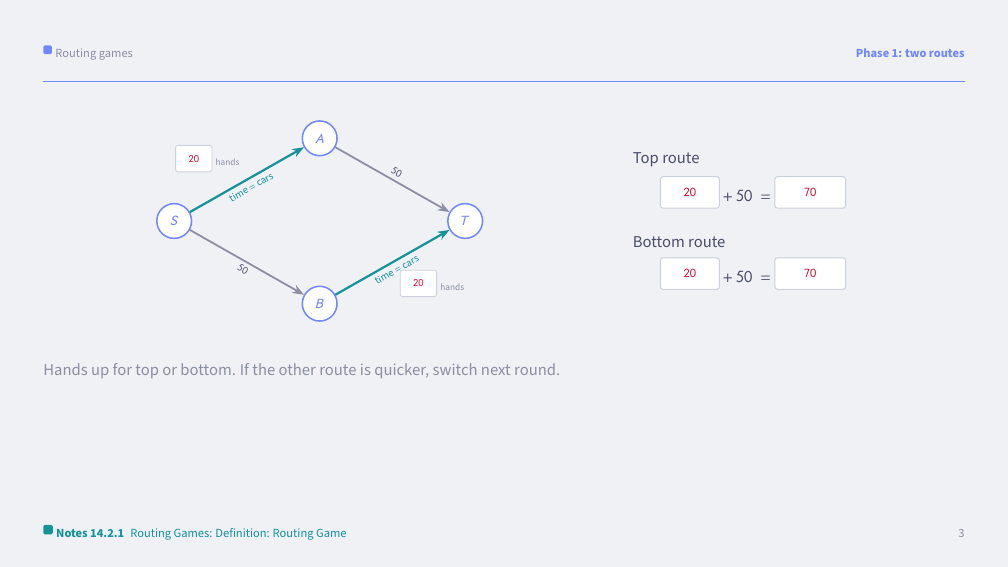 Routing games
Phase 1: two routes
A
20 hands
time = cars
50
S
T
50
time = cars
20 hands
B
Top route
20 + 50 = 70
Bottom route
20 + 50 = 70
Hands up for top or bottom. If the other route is quicker, switch next round.
Notes 14.2.1 Routing Games: Definition: Routing Game
3